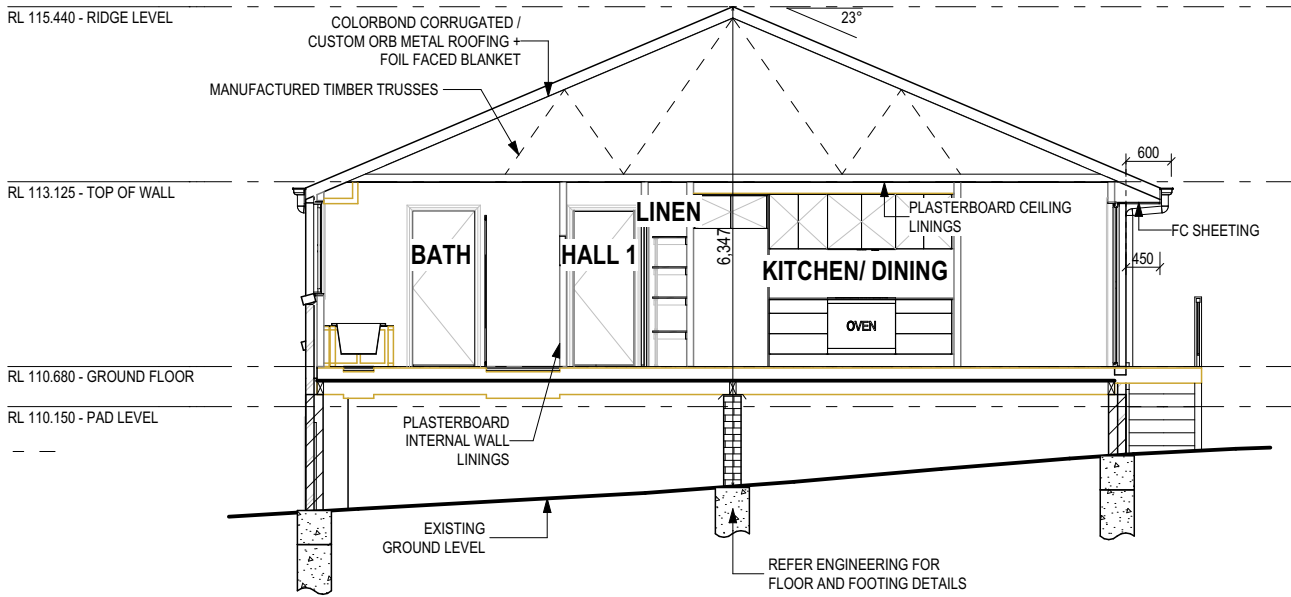 RL 115.440 - RIDGE LEVEL
COLORBOND CORRUGATED /
CUSTOM ORB METAL ROOFING +
FOIL FACED BLANKET
23°
MANUFACTURED TIMBER TRUSSES
600
RL 113.125 - TOP OF WALL
PLASTERBOARD CEILING
LININGS
FC SHEETING
LINEN
BATH
HALL 1
6,347
KITCHEN/ DINING
450
OVEN
RL 110.680 - GROUND FLOOR
RL 110.150 - PAD LEVEL
PLASTERBOARD
INTERNAL WALL
LININGS
EXISTING
GROUND LEVEL
REFER ENGINEERING FOR
FLOOR AND FOOTING DETAILS